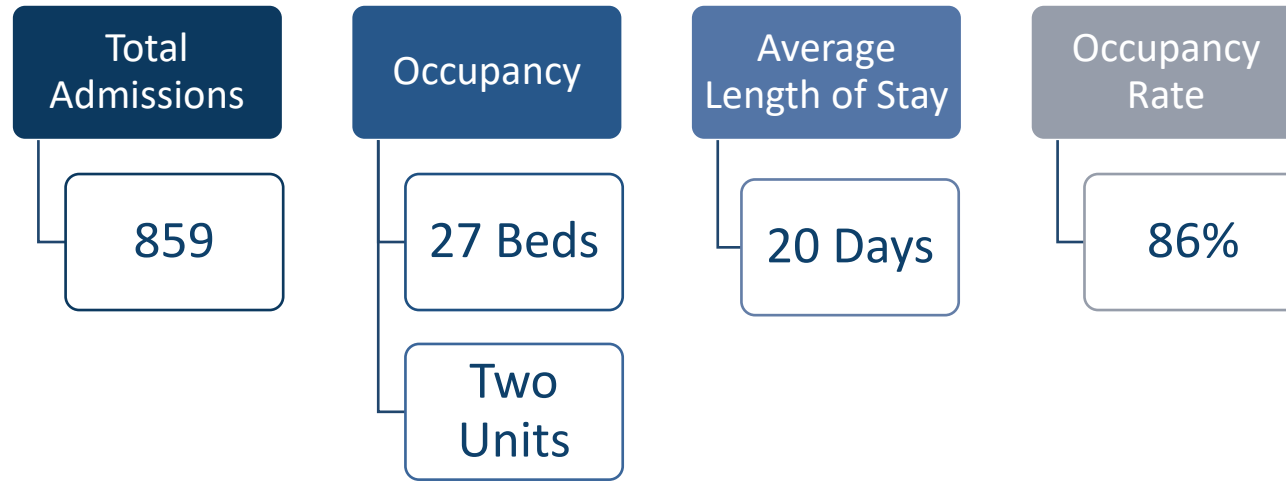 Total
Admissions
859
Occupancy
27 Beds
Two
Units
Average
Length of Stay
20 Days
Occupancy
Rate
86%